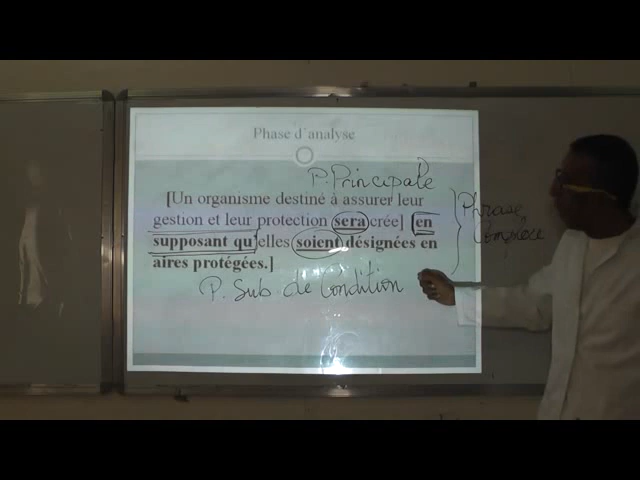 Phase d'analyse
P. Principale
[Un organisme destiné à assurer leur
gestion et leur protection sera crée] [en
supposant qu'elles soient désignées en
aires protégées.]
P. Sub de Condition
Phrase
Complexe